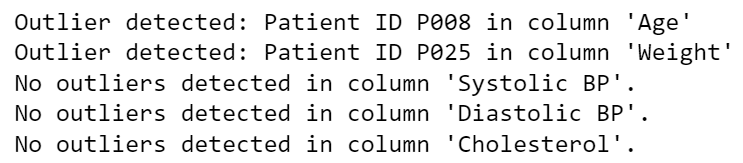 Outlier detected: Patient ID P008 in column 'Age'
Outlier detected: Patient ID P025 in column 'Weight'
No outliers detected in column 'Systolic BP'.
No outliers detected in column 'Diastolic BP'.
No outliers detected in column 'Cholesterol'.